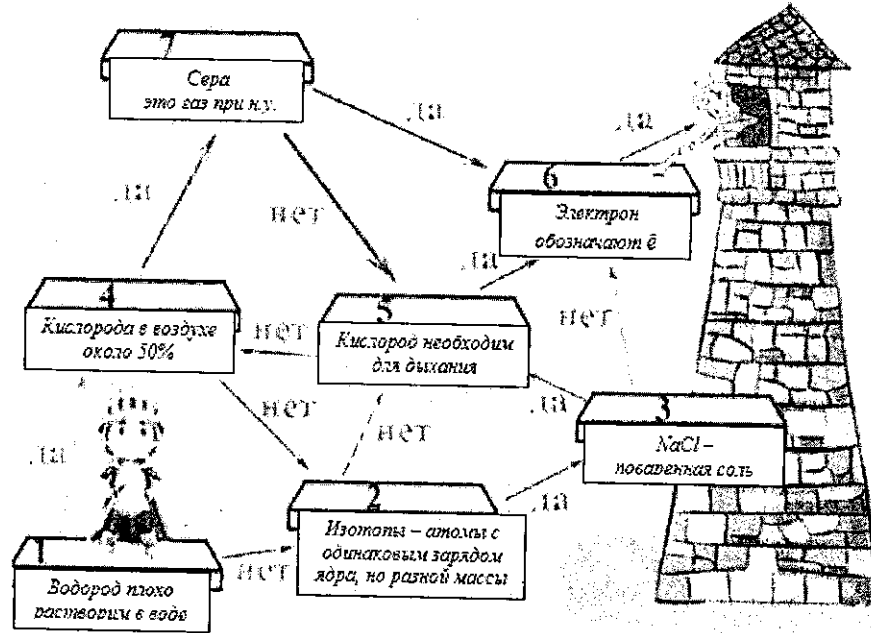 7
Сера
это газ при н.у.
да
да
6
Электрон
обозначают ē
да
нет
да
4
Кислорода в воздухе
около 50%
нет
5
Кислород необходим
для дыхания
нет
нет
да
3
NaCl –
поваренная соль
да
нет
2
Изотопы – атомы с
одинаковым зарядом
ядра, но разной массы
да
1
Водород плохо
растворим в воде
нет